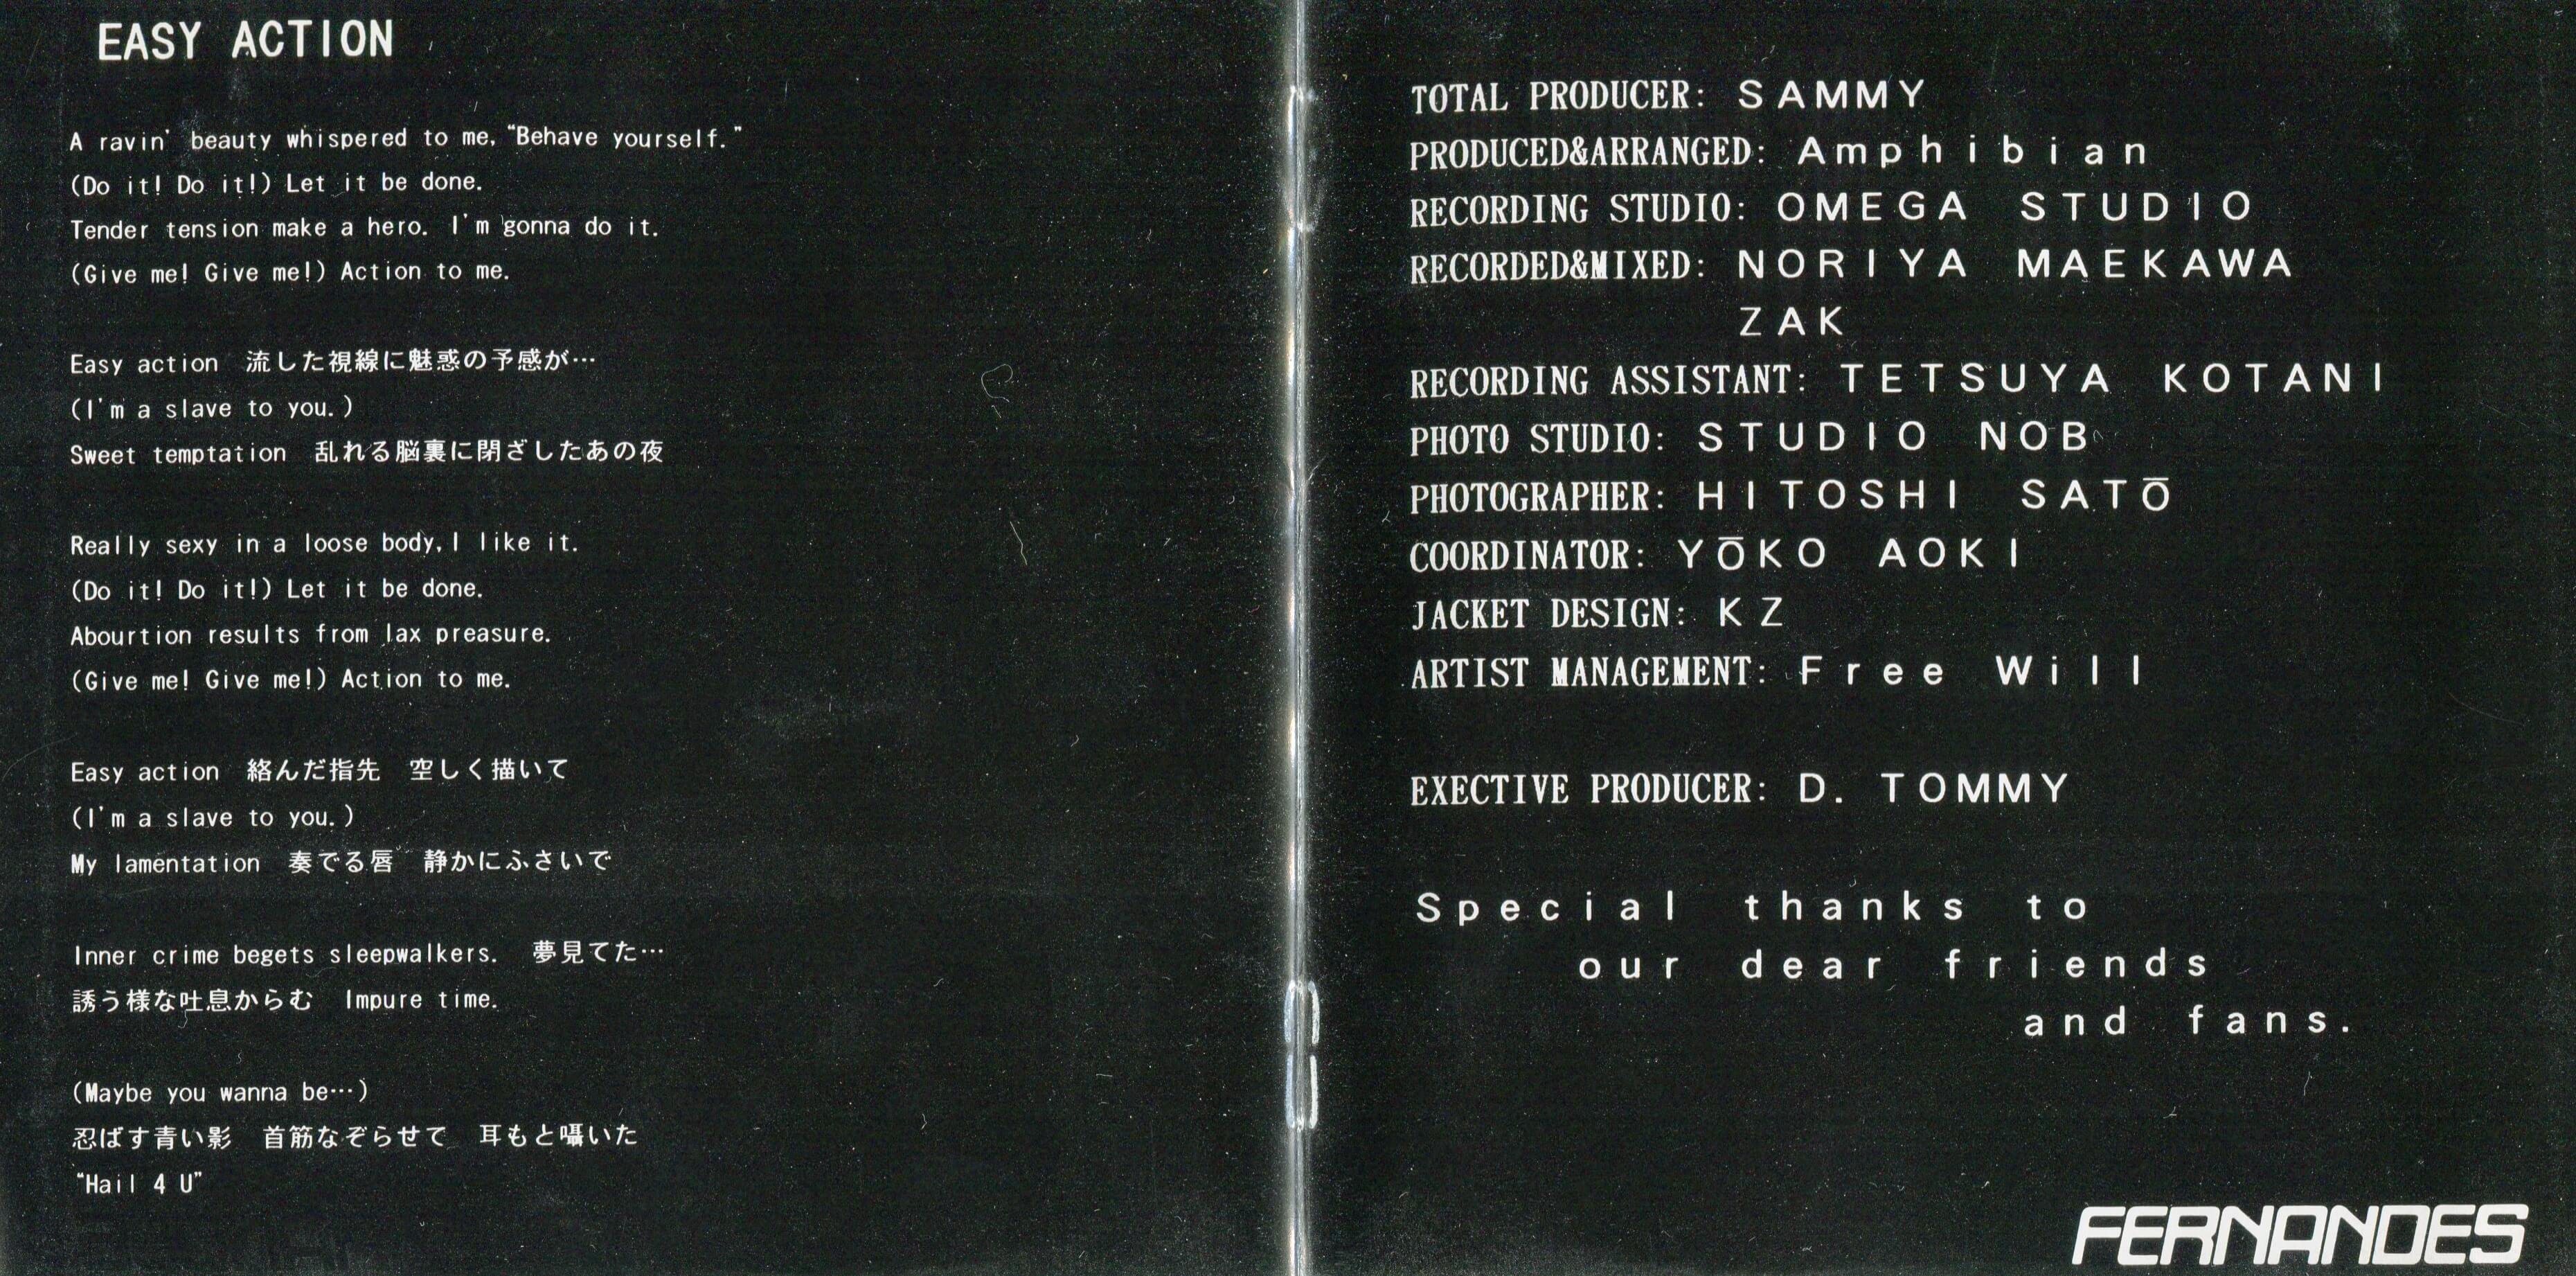 EASY ACTION
A ravin' beauty whispered to me, “Behave yourself.”
(Do it! Do it!) Let it be done.
Tender tension make a hero. I'm gonna do it.
(Give me! Give me!) Action to me.
Easy action　流した視線に魅惑の予感が…
(I'm a slave to you.)
Sweet temptation　乱れる脳裏に閉ざしたあの夜
Really sexy in a loose body, I like it.
(Do it! Do it!) Let it be done.
Abourtion results from lax preasure.
(Give me! Give me!) Action to me.
Easy action　絡んだ指先　空しく描いて
(I'm a slave to you.)
My lamentation　奏でる唇　静かにふさいで
Inner crime begets sleepwalkers.　夢見てた…
誘う様な吐息からむ　Impure time.
(Maybe you wanna be…)
忍ばす青い影　首筋なぞらせて　耳もと囁いた
“Hail 4 U”
TOTAL PRODUCER: SAMMY
PRODUCED&ARRANGED: Amphibian
RECORDING STUDIO: OMEGA STUDIO
RECORDED&MIXED: NORIYA MAEKAWA
ZAK
RECORDING ASSISTANT: TETSUYA KOTANI
PHOTO STUDIO: STUDIO NOB
PHOTOGRAPHER: HITOSHI SATŌ
COORDINATOR: YŌKO AOKI
JACKET DESIGN: KZ
ARTIST MANAGEMENT: Free Will
EXECTIVE PRODUCER: D. TOMMY
Special thanks to
our dear friends
and fans.
FERNANDES